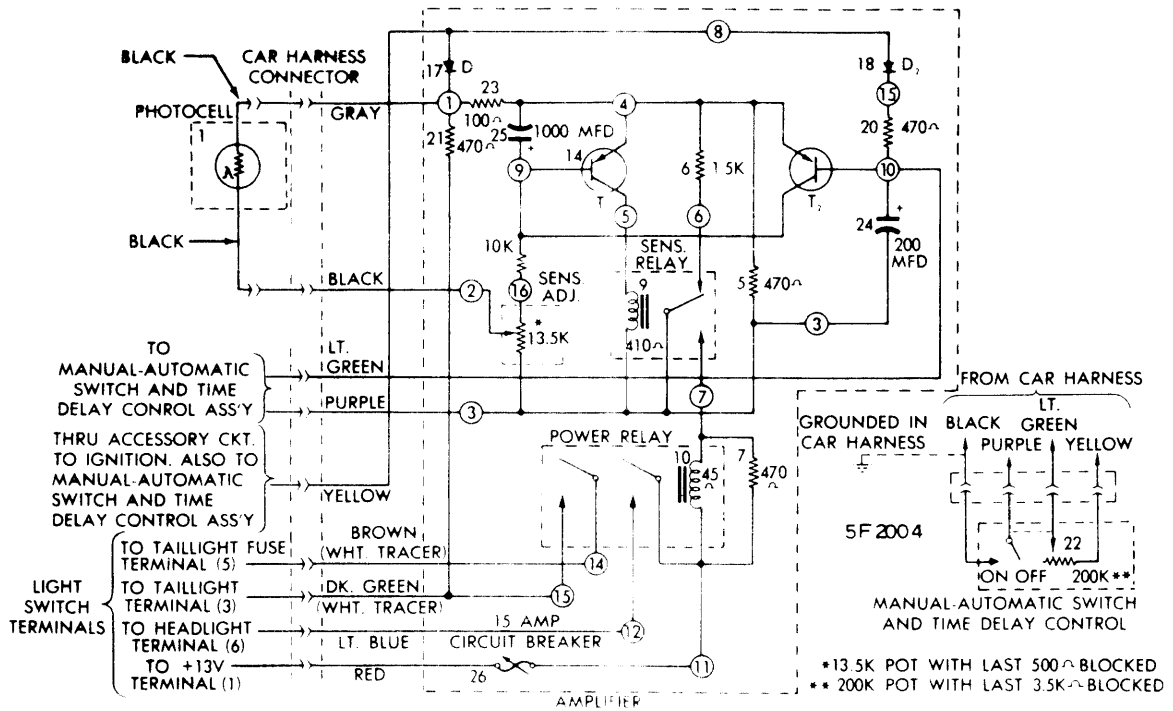 BLACK
CAR HARNESS
CONNECTOR
PHOTOCELL
GRAY
1
λ
BLACK
BLACK
8
17 D
18 D₂
15
1
23
100Ω
4
21 470Ω
25 1000 MFD
+
20 470Ω
9
14
T
6 1.5K
T₂
10
5
6
24
+
200
MFD
10K
16
SENS.
ADJ.
*
13.5K
SENS.
RELAY
9
410Ω
5 470Ω
3
2
TO
MANUAL-AUTOMATIC
SWITCH AND TIME
DELAY CONTROL ASS'Y
LT.
GREEN
PURPLE
3
7
THRU ACCESSORY CKT.
TO IGNITION. ALSO TO
MANUAL-AUTOMATIC
SWITCH AND TIME
DELAY CONTROL ASS'Y
YELLOW
POWER RELAY
10
45
Ω
7 470
Ω
LIGHT
SWITCH
TERMINALS
TO TAILLIGHT FUSE
TERMINAL (5)
BROWN
(WHT. TRACER)
14
TO TAILLIGHT
TERMINAL (3)
DK. GREEN
(WHT. TRACER)
15
TO HEADLIGHT
TERMINAL (6)
LT. BLUE
15 AMP
CIRCUIT BREAKER
12
TO +13V
TERMINAL (1)
RED
26
11
AMPLIFIER
FROM CAR HARNESS
GROUNDED IN
CAR HARNESS
BLACK
PURPLE
LT.
GREEN
YELLOW
5F2004
22
ON OFF 200K **
MANUAL-AUTOMATIC SWITCH
AND TIME DELAY CONTROL
*13.5K POT WITH LAST 500Ω BLOCKED
** 200K POT WITH LAST 3.5KΩ BLOCKED